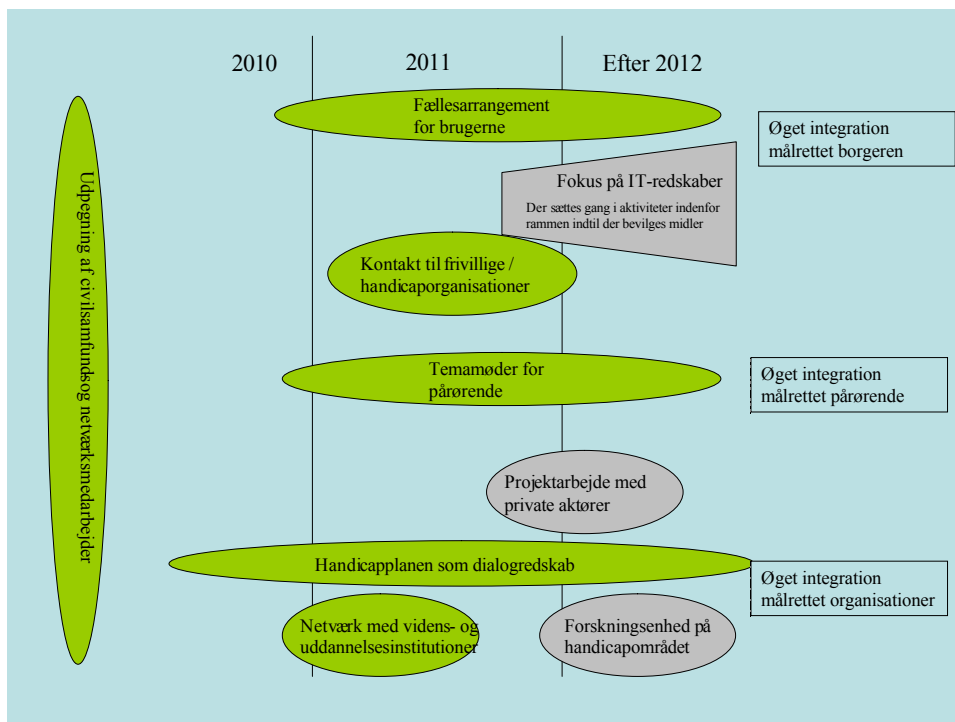 2010
2011
Efter 2012
Udpegning af civilsamfundsog netværksmedarbejder
Fællesarrangement
for brugerne
Øget integration
målrettet borgeren
Fokus på IT-redskaber
Der sættes gang i aktiviteter indenfor
rammen indtil der bevilges midler
Kontakt til frivillige /
handicaporganisationer
Temamøder for
pårørende
Øget integration
målrettet pårørende
Projektarbejde med
private aktører
Handicapplanen som dialogredskab
Øget integration
målrettet organisationer
Netværk med videns- og
uddannelsesinstitutioner
Forskningsenhed på
handicapområdet